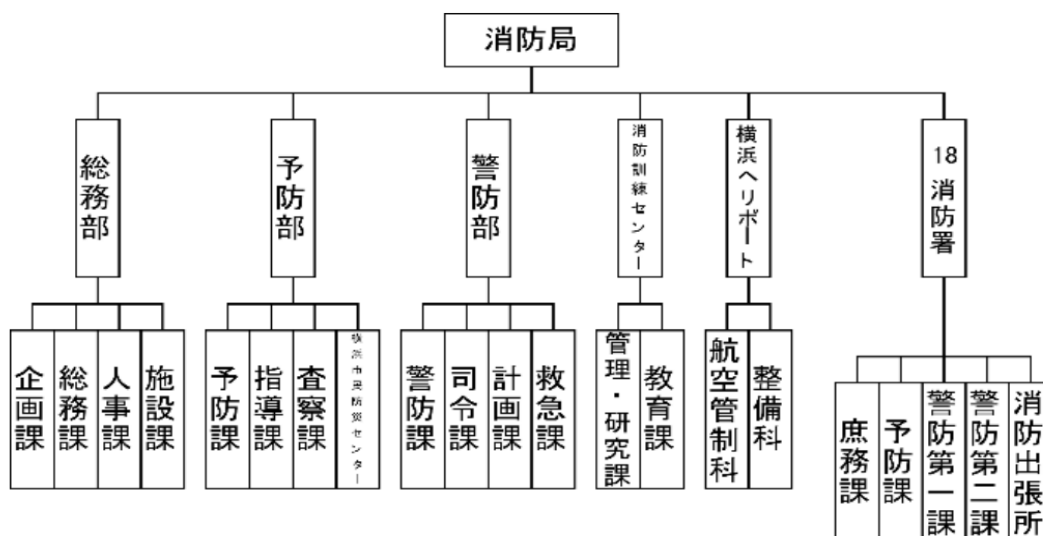 消防局
総務部
予防部
警防部
消防訓練センター
横浜ヘリポート
18消防署
企画課
総務課
人事課
施設課
予防課
指導課
査察課
横浜市民防災センター
警防課
司令課
計画課
救急課
管理・研究課
教育課
航空管制科
整備科
庶務課
予防課
警防第一課
警防第二課
消防出張所